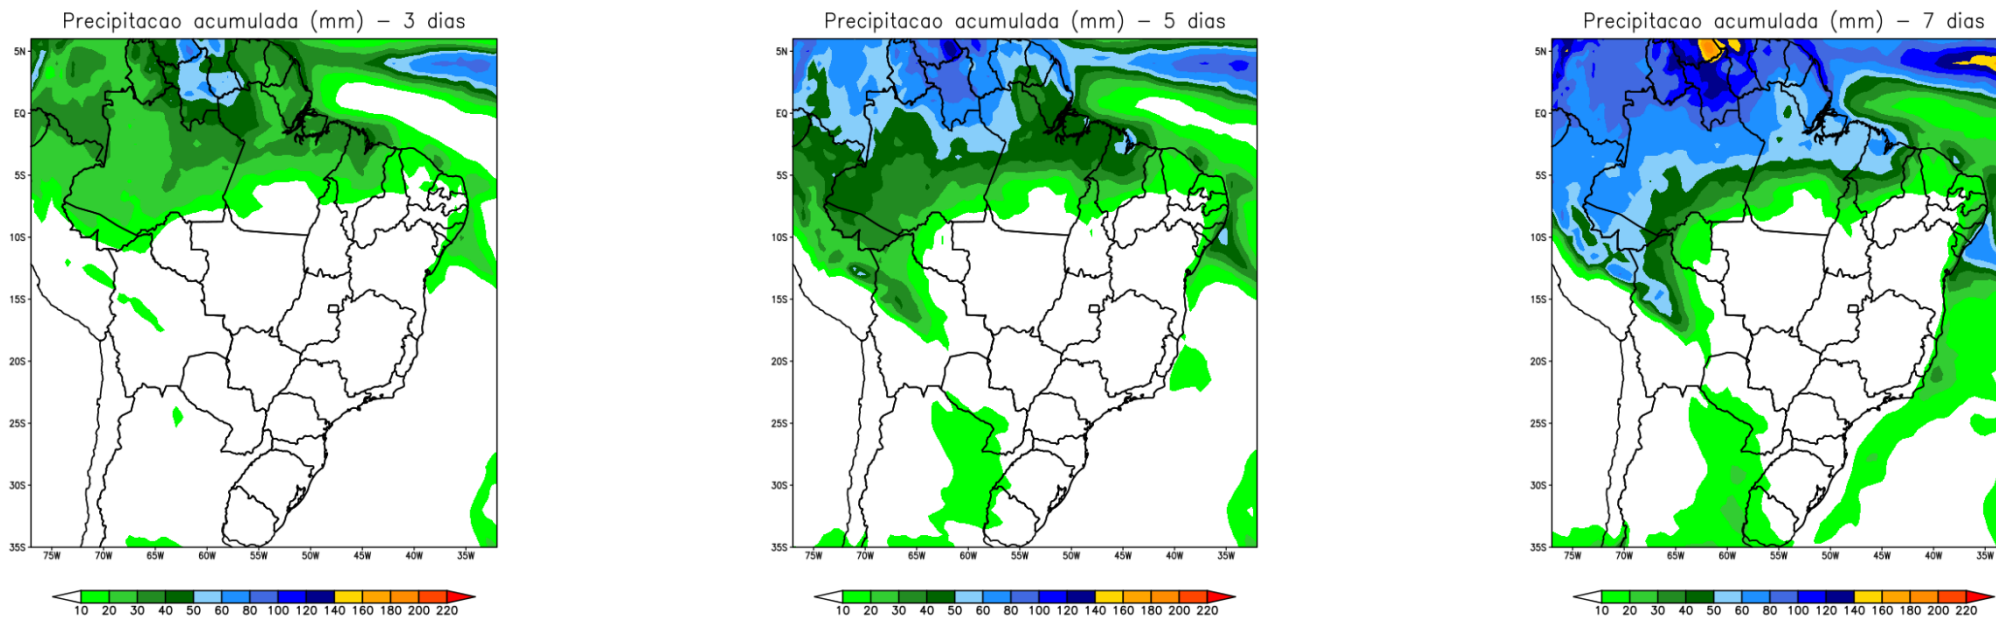 Precipitacao acumulada (mm) – 3 dias
5N
EQ
5S
10S
15S
20S
25S
30S
35S
75W 70W 65W 60W 55W 50W 45W 40W 35W
10 20 30 40 50 60 80 100 120 140 160 180 200 220
Precipitacao acumulada (mm) – 5 dias
5N
EQ
5S
10S
15S
20S
25S
30S
35S
75W 70W 65W 60W 55W 50W 45W 40W 35W
10 20 30 40 50 60 80 100 120 140 160 180 200 220
Precipitacao acumulada (mm) – 7 dias
5N
EQ
5S
10S
15S
20S
25S
30S
35S
75W 70W 65W 60W 55W 50W 45W 40W 35W
10 20 30 40 50 60 80 100 120 140 160 180 200 220